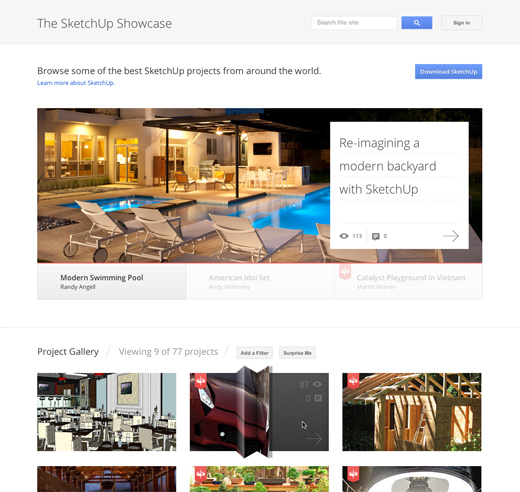 The SketchUp Showcase
Search this site
Sign in
Browse some of the best SketchUp projects from around the world.
Learn more about SketchUp.
Download SketchUp
Re-imagining a
modern backyard
with SketchUp
113 0
Modern Swimming Pool
Randy Angell
American Idol Set
Andy Walmsley
Catalyst Playground In Vietnam
Martin Marren
Project Gallery / Viewing 9 of 77 projects / Add a Filter Surprise Me
87
0